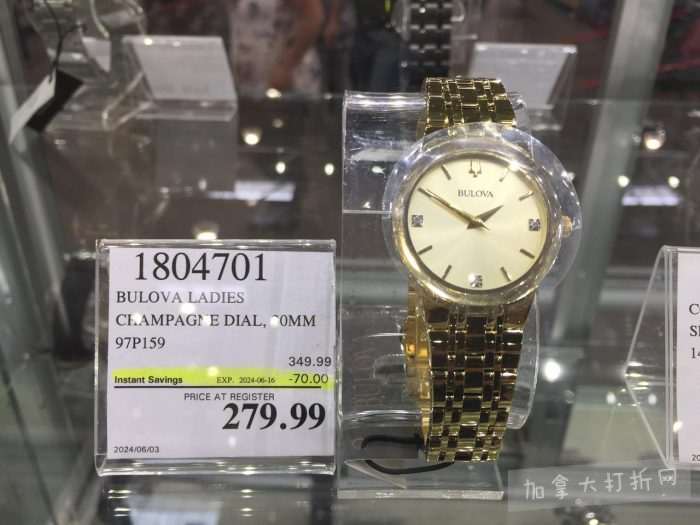 BULOVA
1804701
BULOVA LADIES
CHAMPAGNE DIAL, 30MM
97P159
349.99
Instant Savings EXP. 2024-06-16 -70.00
PRICE AT REGISTER
279.99
2024/06/03
加拿大打折网